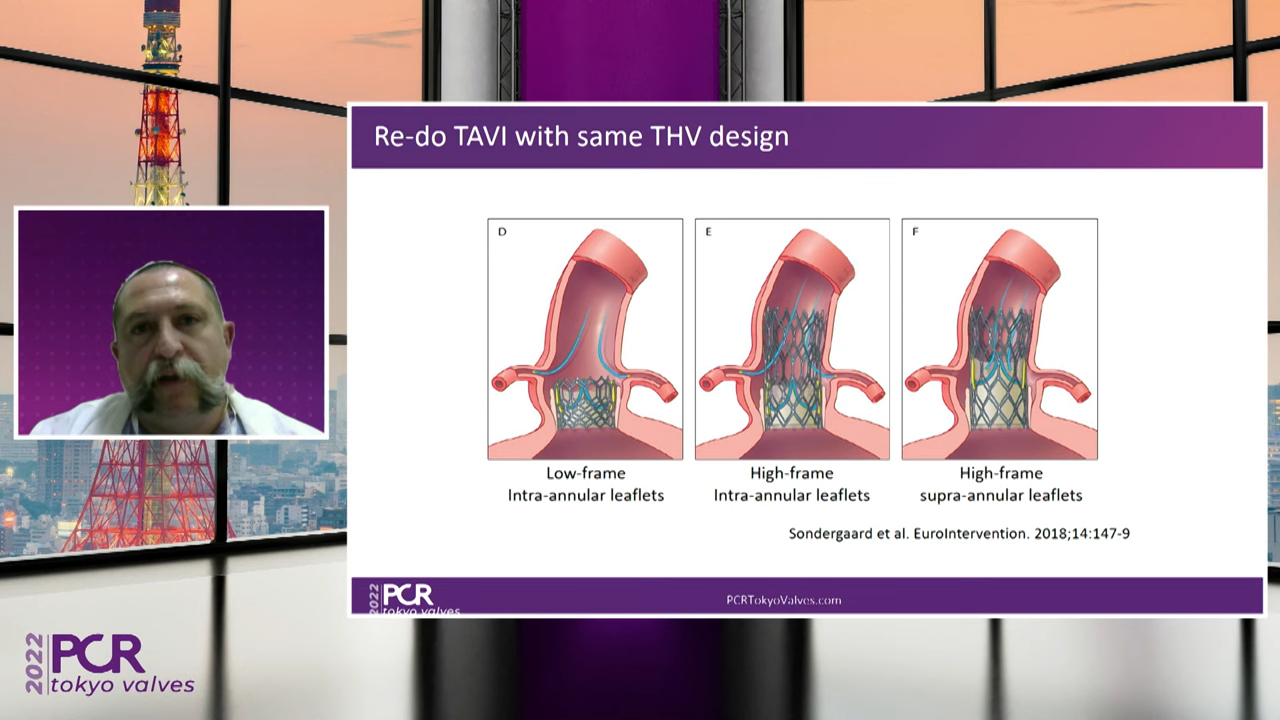 Re-do TAVI with same THV design
D
E
F
Low-frame
Intra-annular leaflets
High-frame
Intra-annular leaflets
High-frame
supra-annular leaflets
Sondergaard et al. EuroIntervention. 2018;14:147-9
2022
PCR
tokyo valves
PCRTokyoValves.com
2022
PCR
tokyo valves